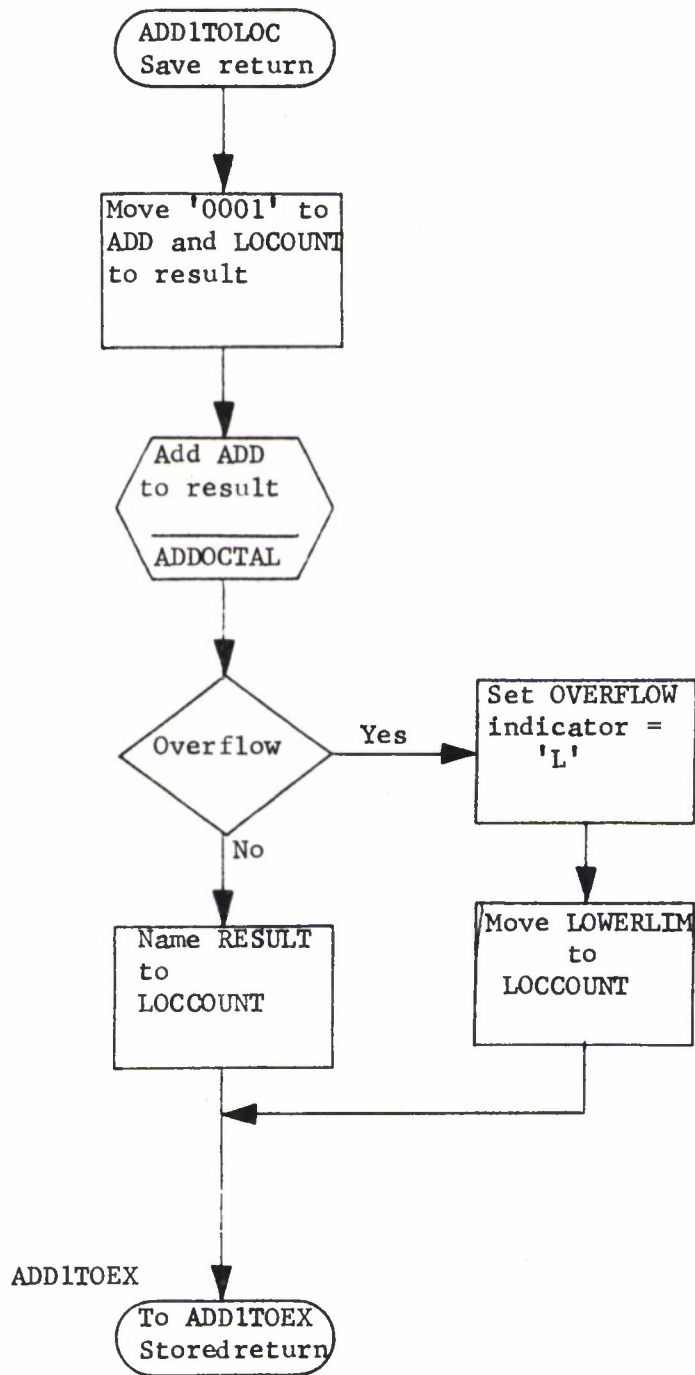 ADD1TOLOC
Save return
Move '0001' to
ADD and LOCOUNT
to result
Add ADD
to result
ADDOCTAL
Overflow
Yes
No
Set OVERFLOW
indicator =
'L'
Name RESULT
to
LOCCOUNT
Move LOWERLIM
to
LOCCOUNT
ADD1TOEX
To ADD1TOEX
Storedreturn